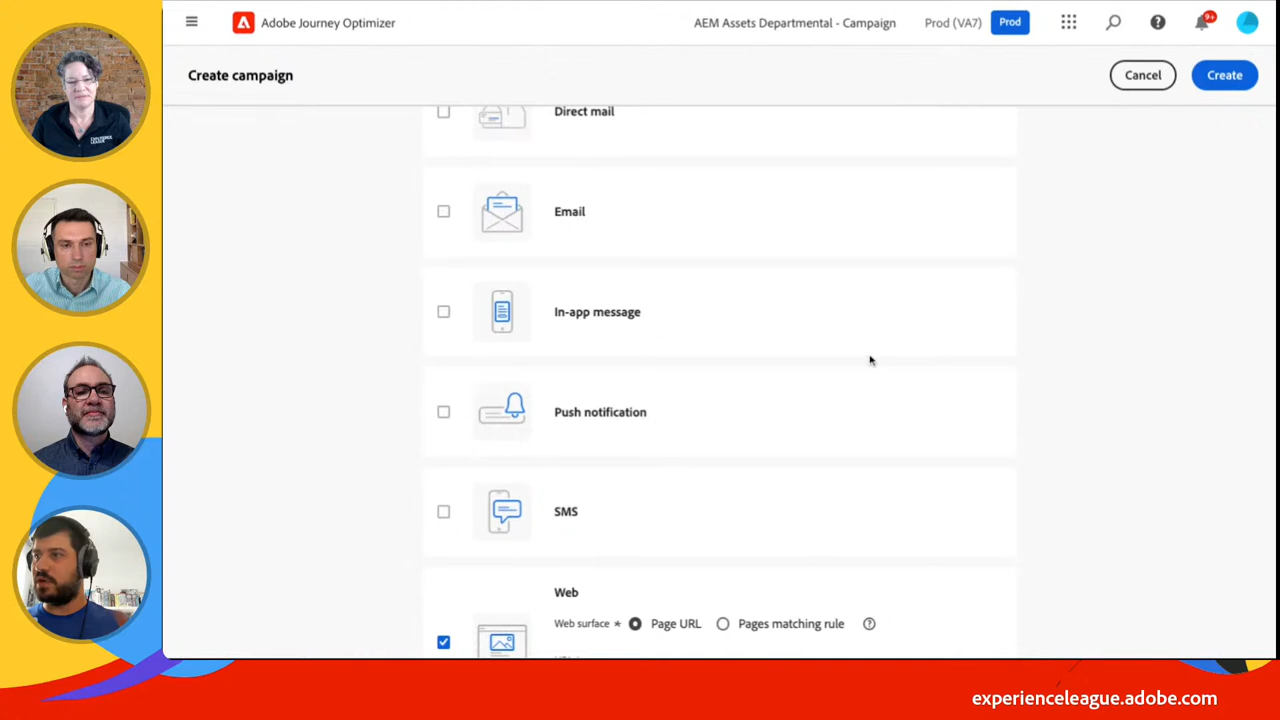 Adobe Journey Optimizer
AEM Assets Departmental - Campaign
Prod (VA7)
Prod
9+
Create campaign
Cancel
Create
Direct mail
Email
In-app message
Push notification
SMS
Web
Web surface * Page URL Pages matching rule
experienceleague.adobe.com